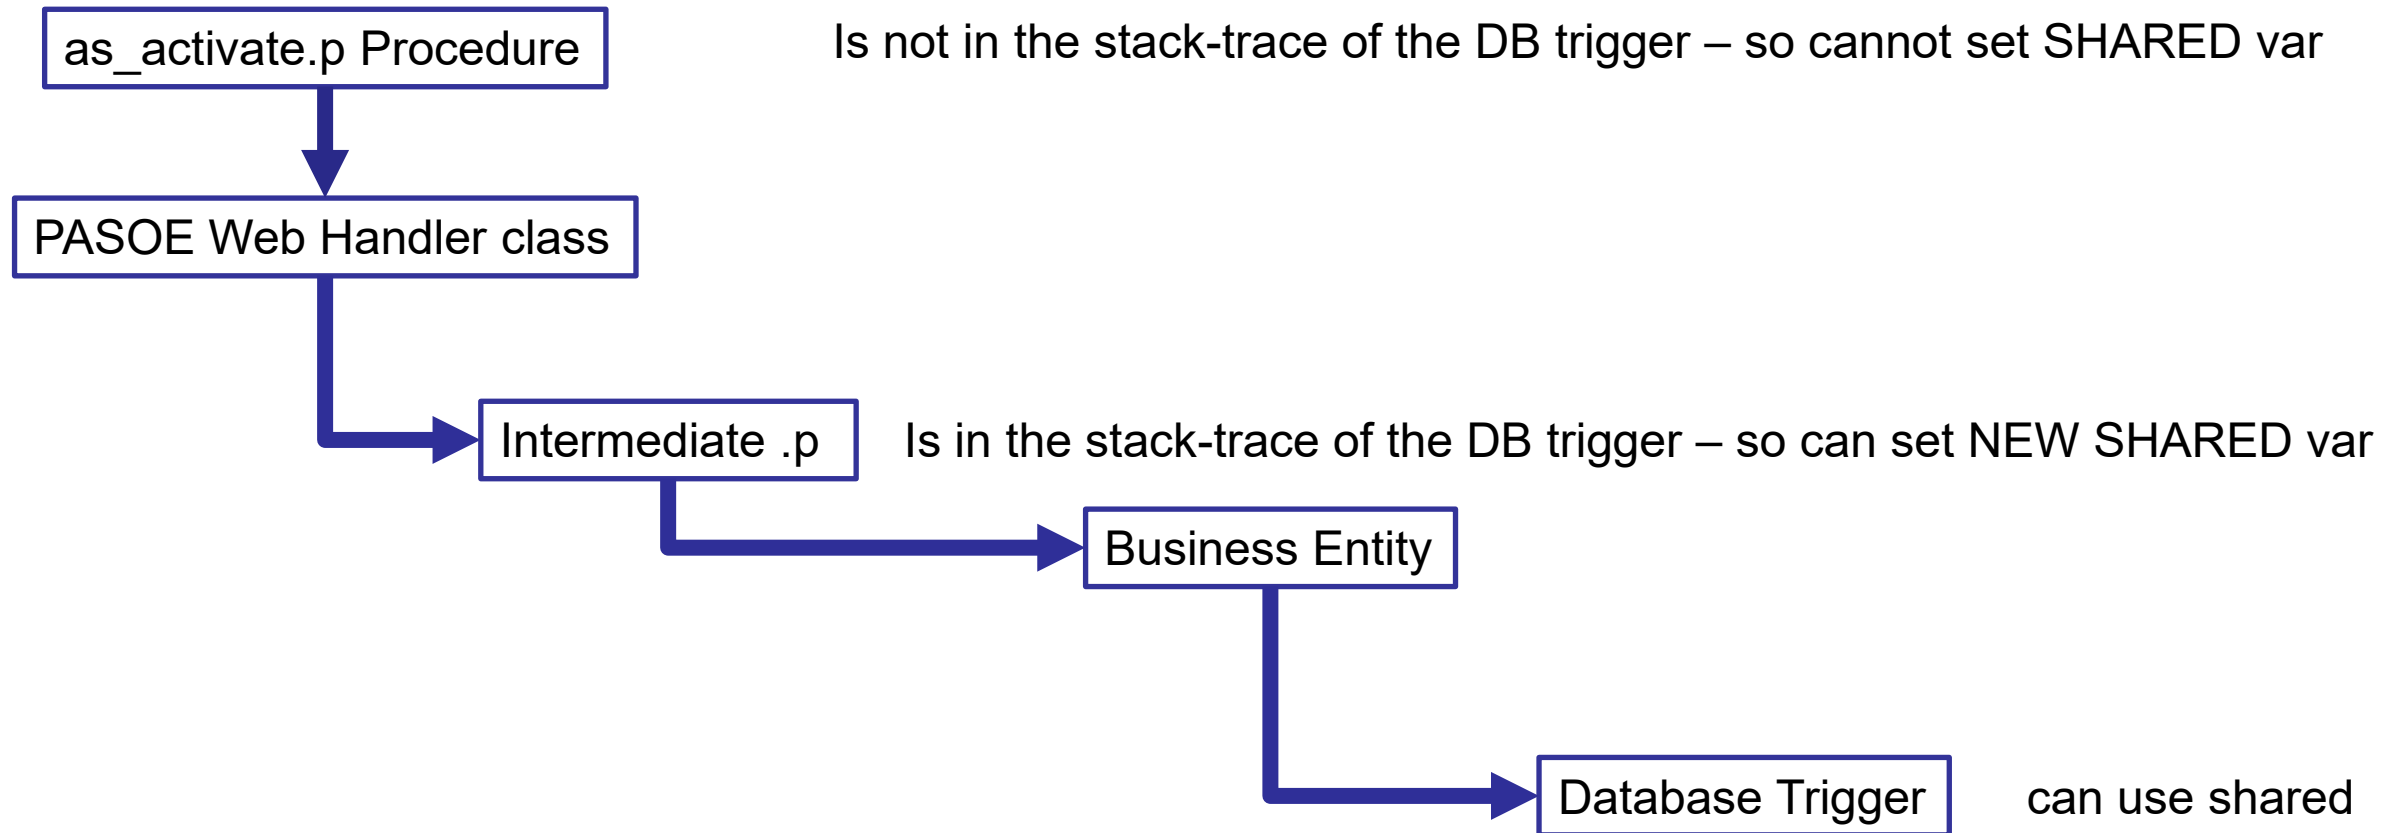 as_activate.p Procedure
Is not in the stack-trace of the DB trigger – so cannot set SHARED var
PASOE Web Handler class
Intermediate .p
Is in the stack-trace of the DB trigger – so can set NEW SHARED var
Business Entity
Database Trigger
can use shared